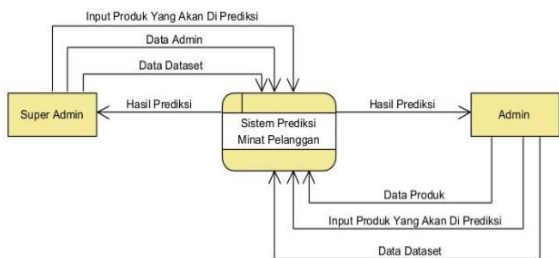 Input Produk Yang Akan Di Prediksi
Data Admin
Data Dataset
Super Admin
Hasil Prediksi
Sistem Prediksi
Minat Pelanggan
Hasil Prediksi
Admin
Data Produk
Input Produk Yang Akan Di Prediksi
Data Dataset